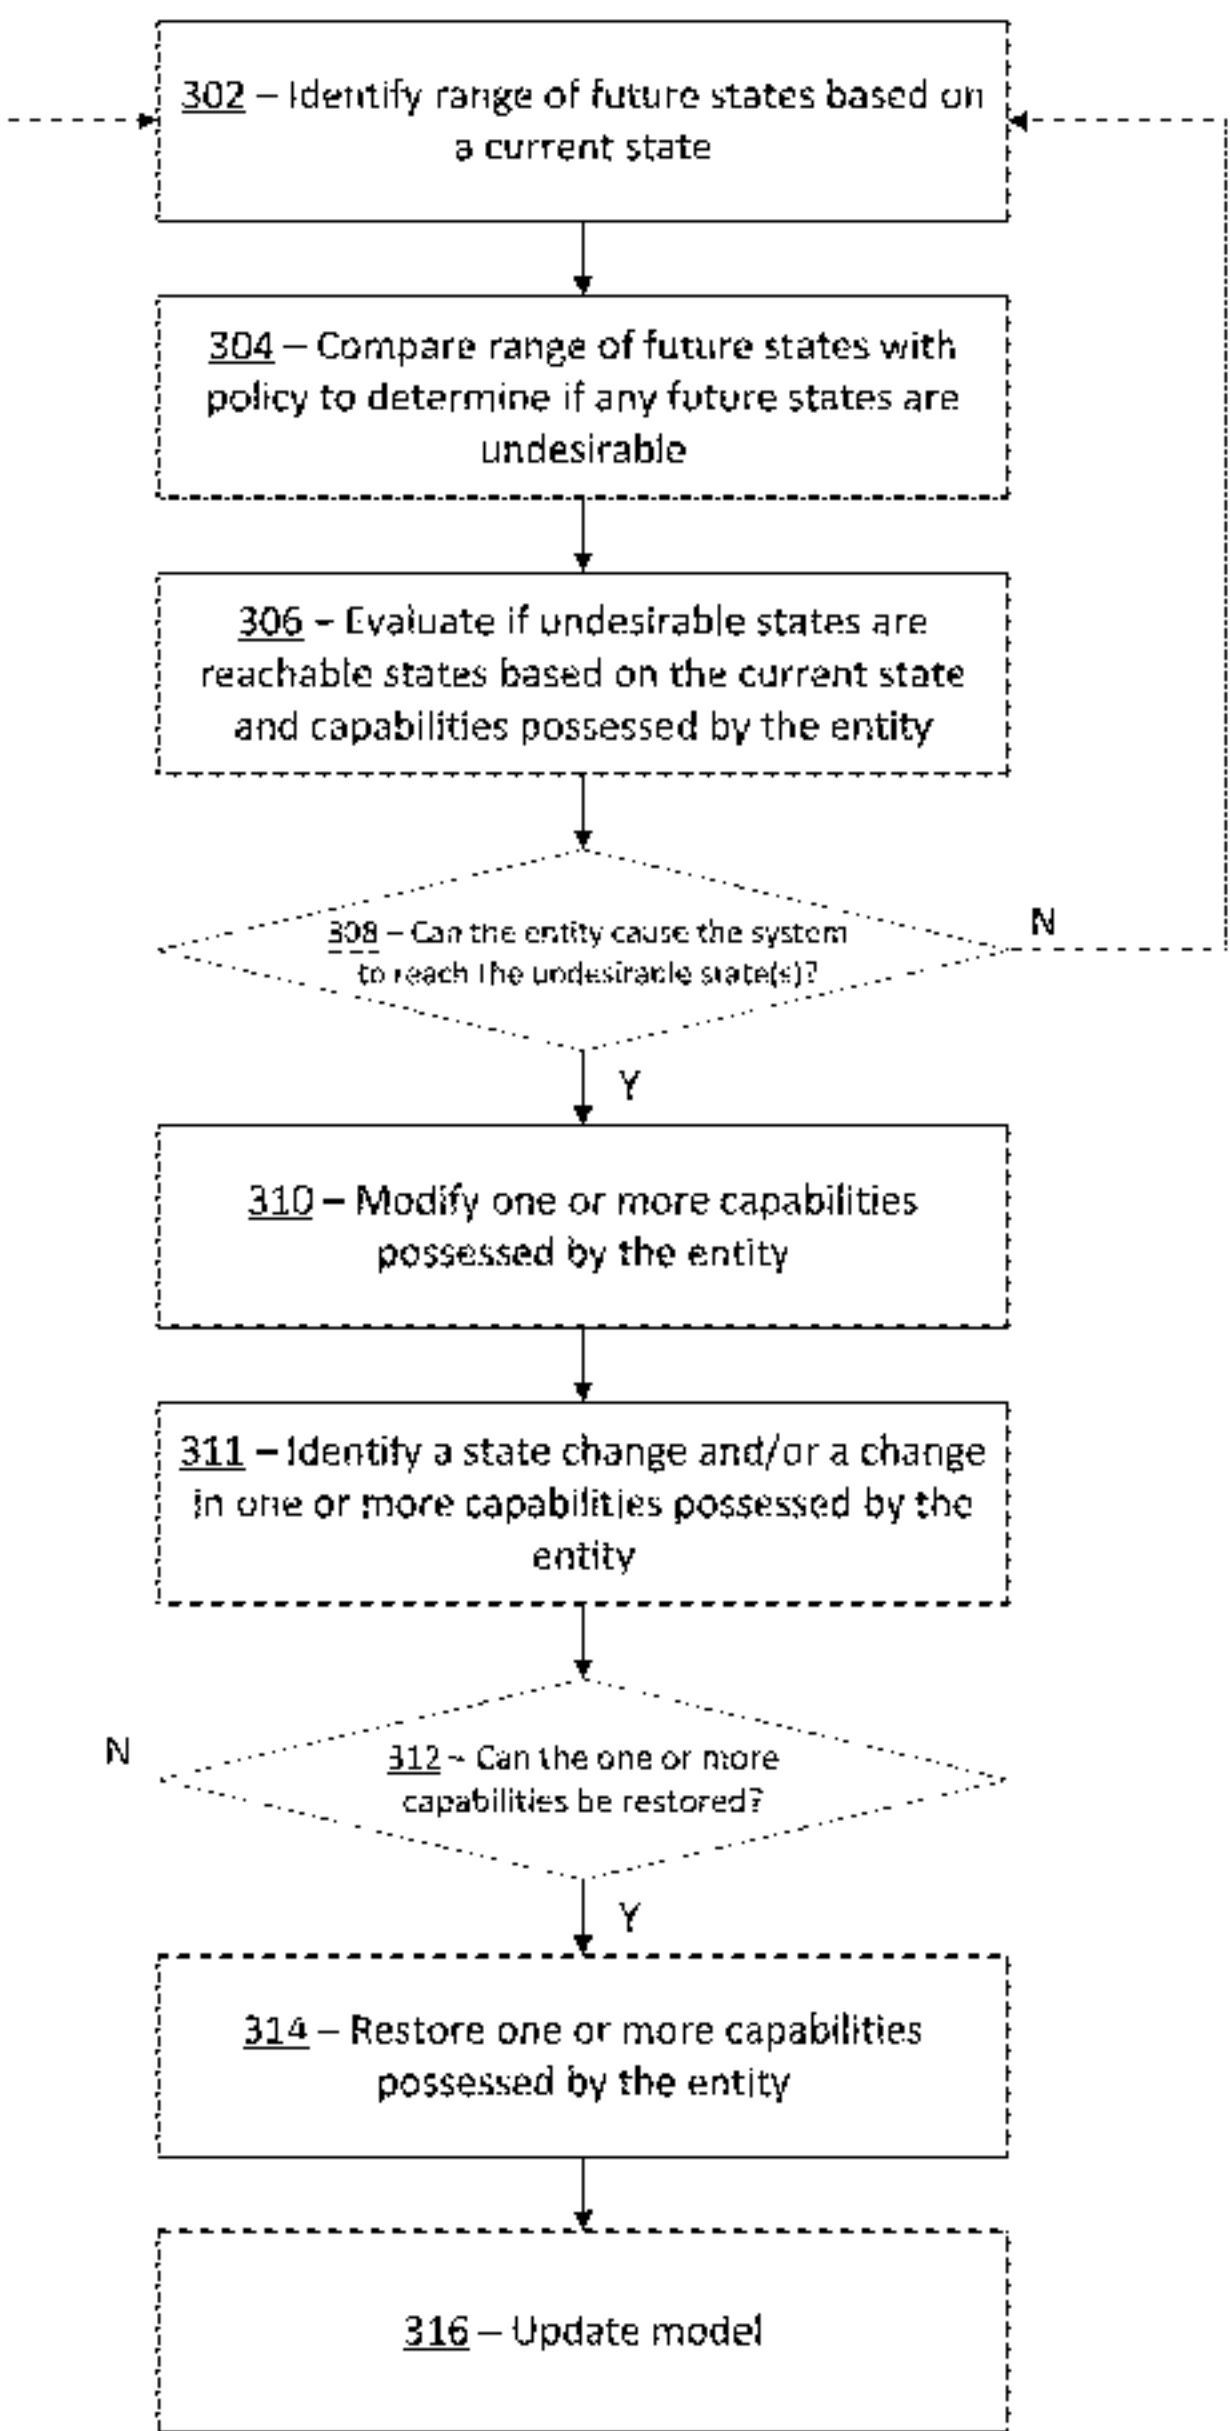 302 – Identify range of future states based on
a current state
304 – Compare range of future states with
policy to determine if any future states are
undesirable
306 – Evaluate if undesirable states are
reachable states based on the current state
and capabilities possessed by the entity
308 – Can the entity cause the system
to reach the undesirable state(s)?
N
Y
310 – Modify one or more capabilities
possessed by the entity
311 – Identify a state change and/or a change
in one or more capabilities possessed by the
entity
N
312 – Can the one or more
capabilities be restored?
Y
314 – Restore one or more capabilities
possessed by the entity
316 – Update model